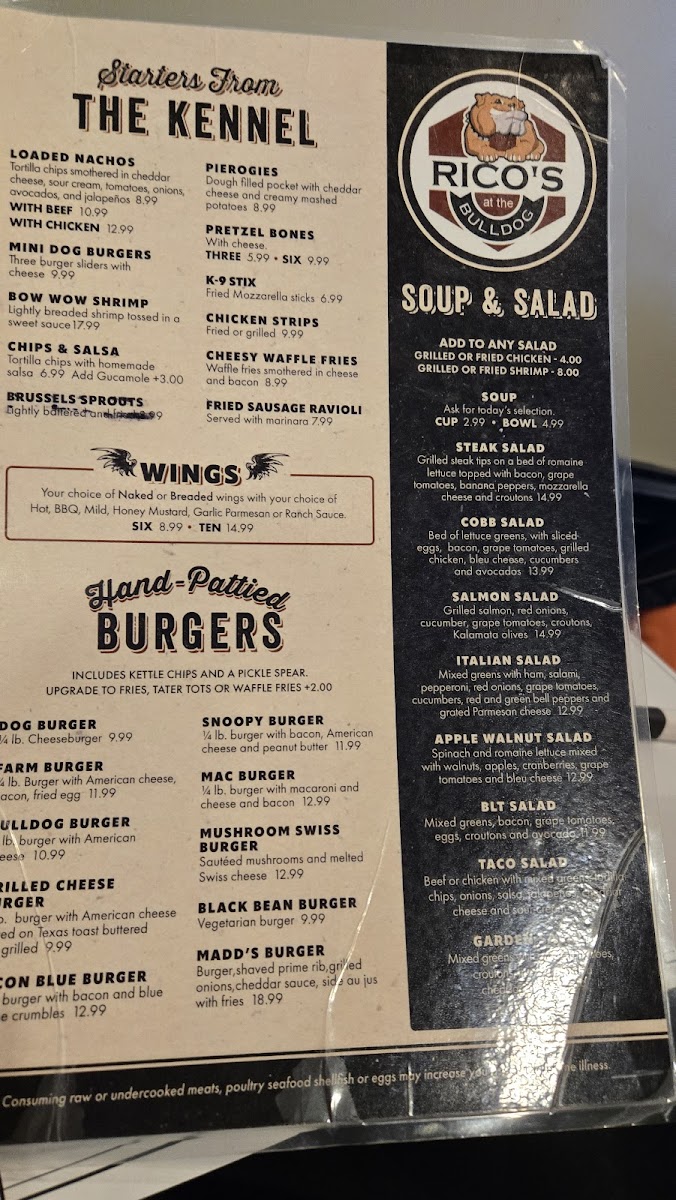 Starters From
THE KENNEL
LOADED NACHOS
Tortilla chips smothered in cheddar
cheese, sour cream, tomatoes, onions,
avocados, and jalapeños 8.99
WITH BEEF 10.99
WITH CHICKEN 12.99
MINI DOG BURGERS
Three burger sliders with
cheese 9.99
BOW WOW SHRIMP
Lightly breaded shrimp tossed in a
sweet sauce 17.99
CHIPS & SALSA
Tortilla chips with homemade
salsa 6.99 Add Gucamole +3.00
BRUSSELS SPROUTS
Lightly battered and
PIEROGIES
Dough filled pocket with cheddar
cheese and creamy mashed
potatoes 8.99
PRETZEL BONES
With cheese.
THREE 5.99 • SIX 9.99
K-9 STIX
Fried Mozzarella sticks 6.99
CHICKEN STRIPS
Fried or grilled 9.99
CHEESY WAFFLE FRIES
Waffle fries smothered in cheese
and bacon 8.99
FRIED SAUSAGE RAVIOLI
Served with marinara 7.99
WINGS
Your choice of Naked or Breaded wings with your choice of
Hot, BBQ, Mild, Honey Mustard, Garlic Parmesan or Ranch Sauce.
SIX 8.99 • TEN 14.99
Hand-Pattied
BURGERS
INCLUDES KETTLE CHIPS AND A PICKLE SPEAR.
UPGRADE TO FRIES, TATER TOTS OR WAFFLE FRIES +2.00
DOG BURGER
¼ lb. Cheeseburger 9.99
FARM BURGER
lb. Burger with American cheese,
acon, fried egg 11.99
ULLDOG BURGER
lb. burger with American
eese 10.99
RILLED CHEESE
URGER
b. burger with American cheese
ed on Texas toast buttered
grilled 9.99
CON BLUE BURGER
burger with bacon and blue
e crumbles 12.99
SNOOPY BURGER
¼ lb. burger with bacon, American
cheese and peanut butter 11.99
MAC BURGER
¼ lb. burger with macaroni and
cheese and bacon 12.99
MUSHROOM SWISS
BURGER
Sautéed mushrooms and melted
Swiss cheese 12.99
BLACK BEAN BURGER
Vegetarian burger 9.99
MADD'S BURGER
Burger,shaved prime rib,grilled
onions,cheddar sauce, side au jus
with fries 18.99
RICO'S
at the
BULLDOG
SOUP & SALAD
ADD TO ANY SALAD
GRILLED OR FRIED CHICKEN - 4.00
GRILLED OR FRIED SHRIMP - 8.00
SOUP
Ask for today's selection.
CUP 2.99 • BOWL 4.99
STEAK SALAD
Grilled steak tips on a bed of romaine
lettuce topped with bacon, grape
tomatoes, banana peppers, mozzarella
cheese and croutons 14.99
COBB SALAD
Bed of lettuce greens, with sliced
eggs, bacon, grape tomatoes, grilled
chicken, bleu cheese, cucumbers
and avocados 13.99
SALMON SALAD
Grilled salmon, red onions,
cucumber, grape tomatoes, croutons,
Kalamata olives 14.99
ITALIAN SALAD
Mixed greens with ham, salami,
pepperoni, red onions, grape tomatoes,
cucumbers, red and green bell peppers and
grated Parmesan cheese 12.99
APPLE WALNUT SALAD
Spinach and romaine lettuce mixed
with walnuts, apples, cranberries, grape
tomatoes and bleu cheese 12.99
BLT SALAD
Mixed greens, bacon, grape tomatoes,
eggs, croutons and avocado 11.99
TACO SALAD
Beef or chicken with mixed greens, tortilla
chips, onions, salsa,
cheese and sour
GARDEN
Mixed greens
Consuming raw or undercooked meats, poultry seafood shellfish or eggs may increase illness.